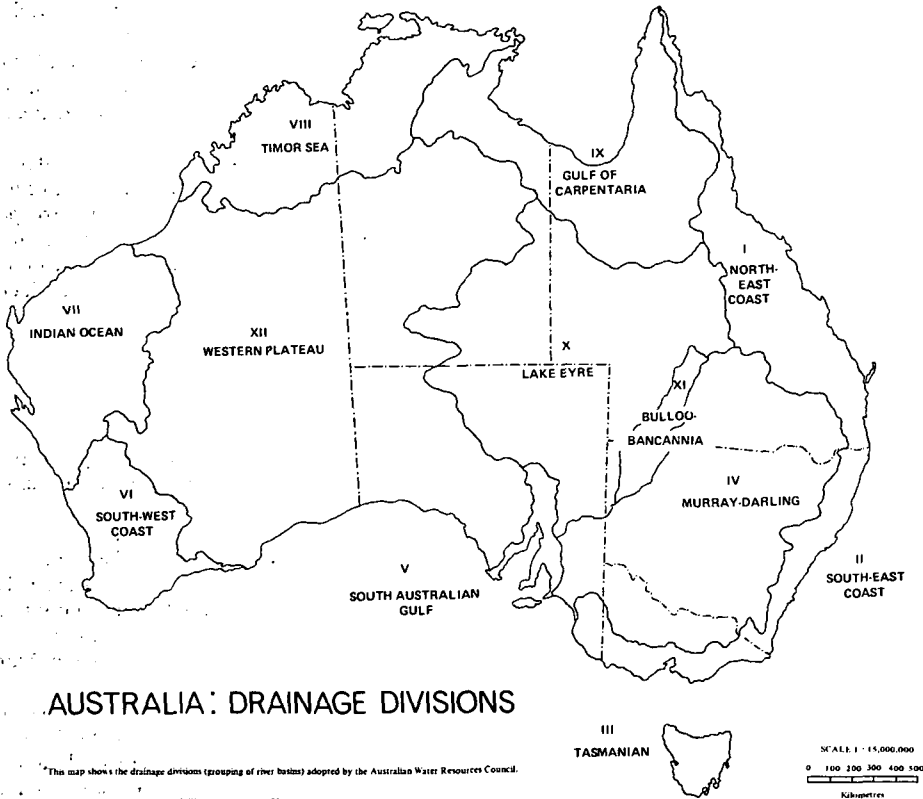 VIII
TIMOR SEA
IX
GULF OF
CARPENTARIA
I
NORTH-
EAST
COAST
VII
INDIAN OCEAN
XII
WESTERN PLATEAU
X
LAKE EYRE
XI
BULLOO-
BANCANNIA
IV
MURRAY-DARLING
VI
SOUTH-WEST
COAST
V
SOUTH AUSTRALIAN
GULF
II
SOUTH-EAST
COAST
AUSTRALIA: DRAINAGE DIVISIONS
III
TASMANIAN
SCALE 1 : 15,000,000
0 100 200 300 400 500
Kilometres
*This map shows the drainage divisions (grouping of river basins) adopted by the Australian Water Resources Council.